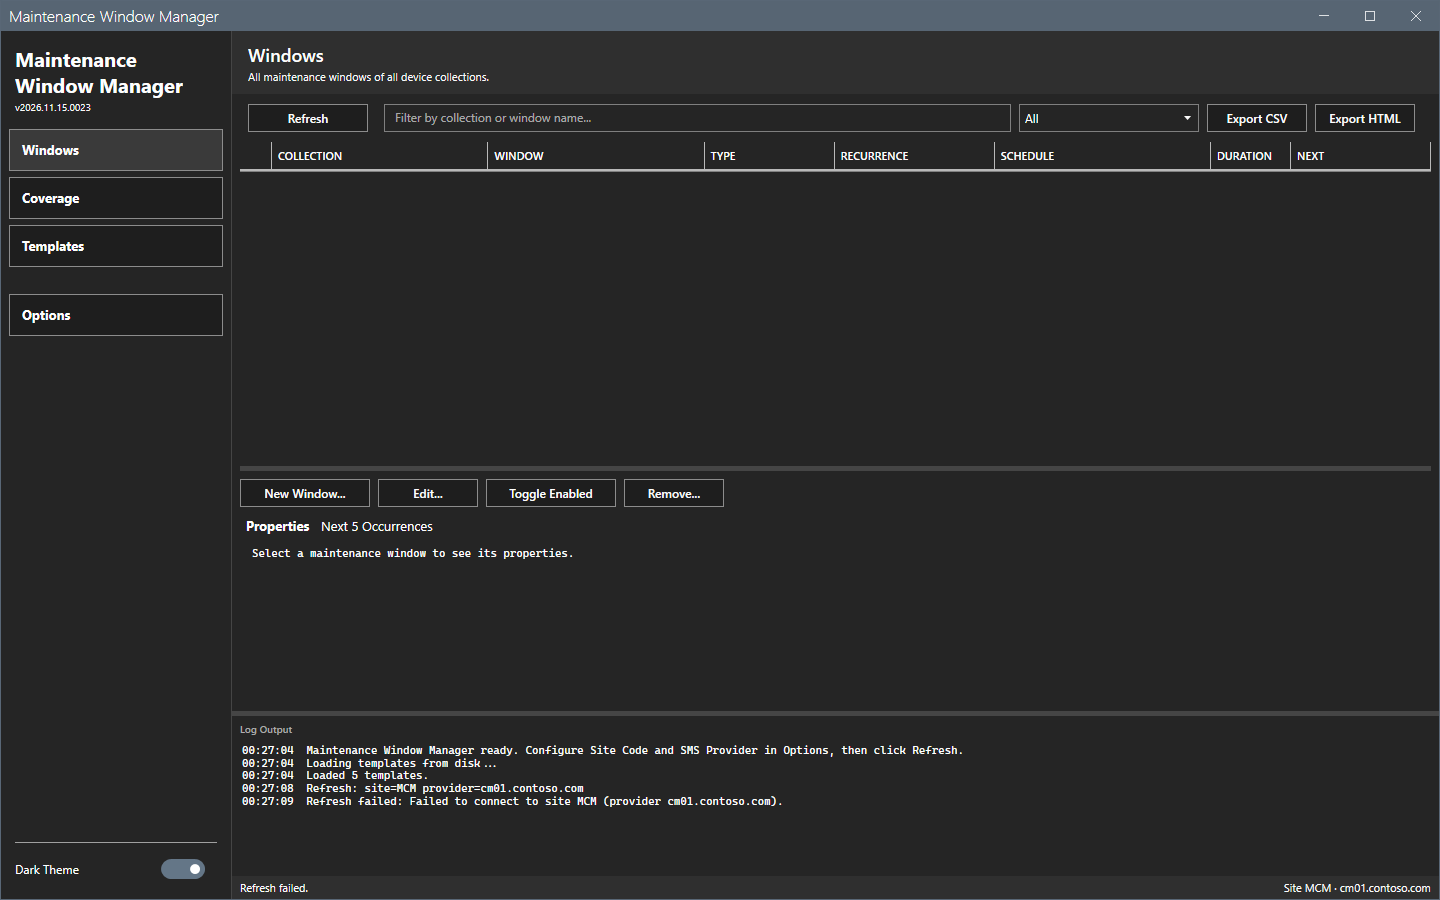 Maintenance Window Manager
Maintenance
Window Manager
v2026.11.15.0023
Windows
Coverage
Templates
Options
Dark Theme
Windows
All maintenance windows of all device collections.
Refresh
Filter by collection or window name...
All
Export CSV
Export HTML
COLLECTION
WINDOW
TYPE
RECURRENCE
SCHEDULE
DURATION
NEXT
New Window...
Edit...
Toggle Enabled
Remove...
Properties
Next 5 Occurrences
Select a maintenance window to see its properties.
Log Output
00:27:04 Maintenance Window Manager ready. Configure Site Code and SMS Provider in Options, then click Refresh.
00:27:04 Loading templates from disk...
00:27:04 Loaded 5 templates.
00:27:08 Refresh: site=MCM provider=cm01.contoso.com
00:27:09 Refresh failed: Failed to connect to site MCM (provider cm01.contoso.com).
Refresh failed.
Site MCM · cm01.contoso.com